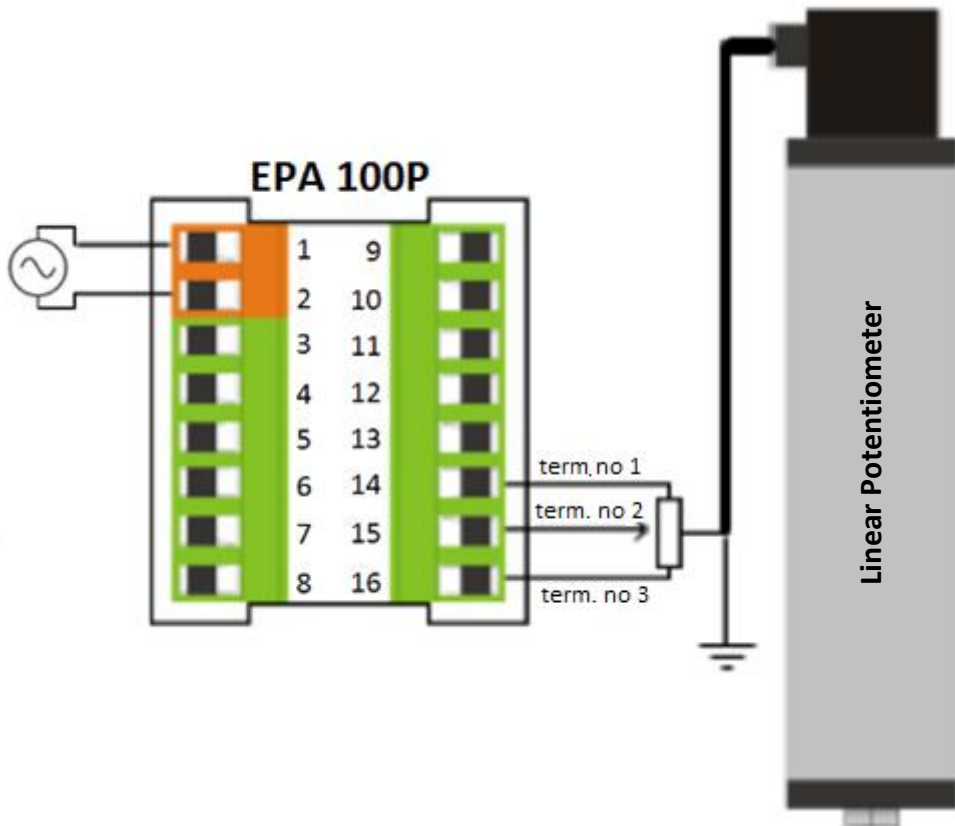 EPA 100P
1 9
2 10
3 11
4 12
5 13
6 14
7 15
8 16
term. no 1
term. no 2
term. no 3
Linear Potentiometer